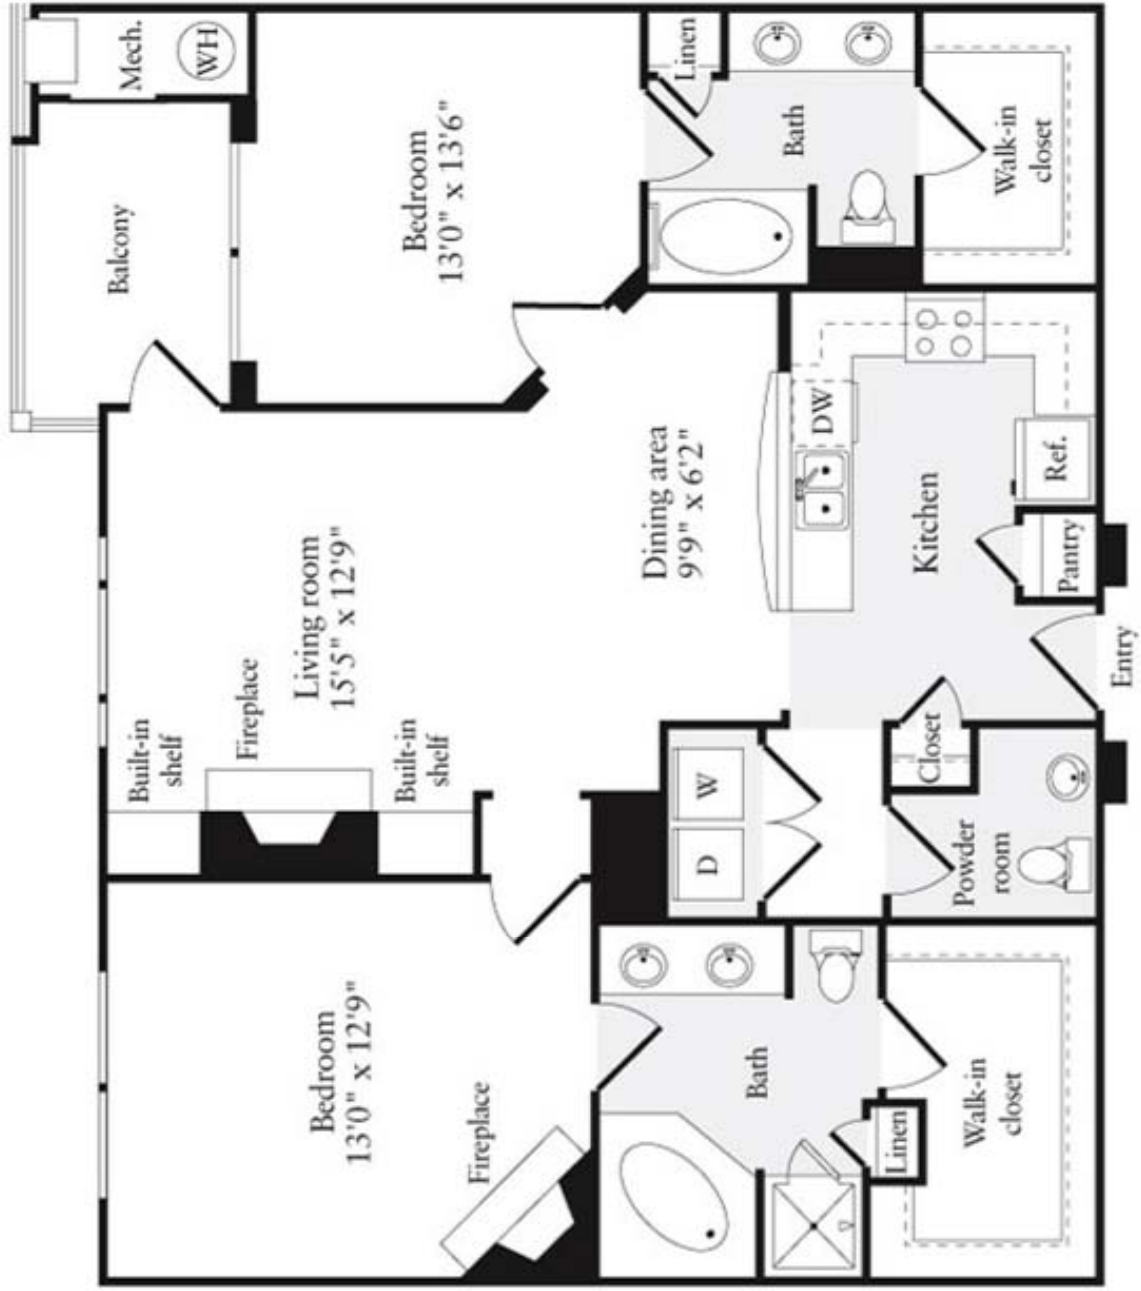 Mech.
WH
Balcony
Bedroom
13'0" x 13'6"
Linen
Bath
Walk-in
closet
Living room
15'5" x 12'9"
Fireplace
Built-in
shelf
Built-in
shelf
Dining area
9'9" x 6'2"
DW
Kitchen
Ref.
Pantry
Entry
Closet
W
D
Powder
room
Bedroom
13'0" x 12'9"
Fireplace
Bath
Linen
Walk-in
closet